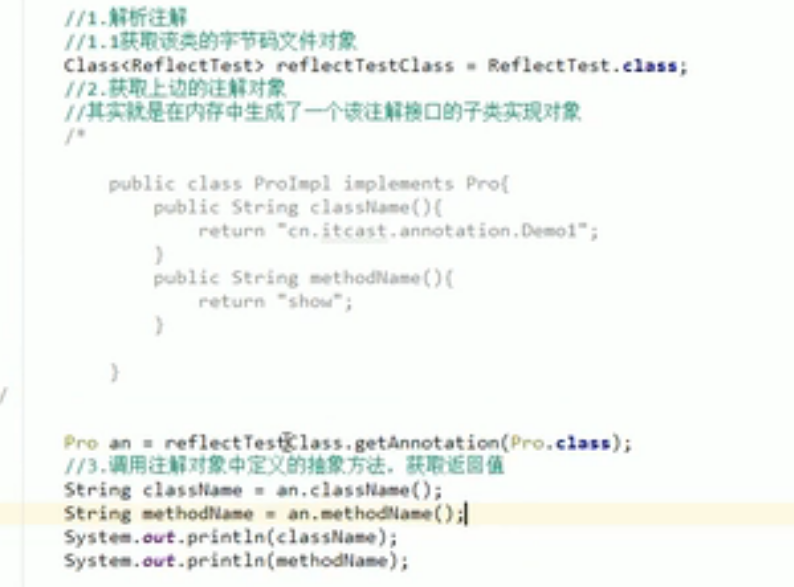 //1.解析注解
//1.1获取该类的字节码文件对象
Class<ReflectTest> reflectTestClass = ReflectTest.class;
//2.获取上边的注解对象
//其实就是在内存中生成了一个该注解接口的子类实现对象
/*
public class ProImpl implements Pro{
public String className(){
return "cn.itcast.annotation.Demo1";
}
public String methodName(){
return "show";
}
}
/
Pro an = reflectTestClass.getAnnotation(Pro.class);
//3.调用注解对象中定义的抽象方法，获取返回值
String className = an.className();
String methodName = an.methodName();
System.out.println(className);
System.out.println(methodName);